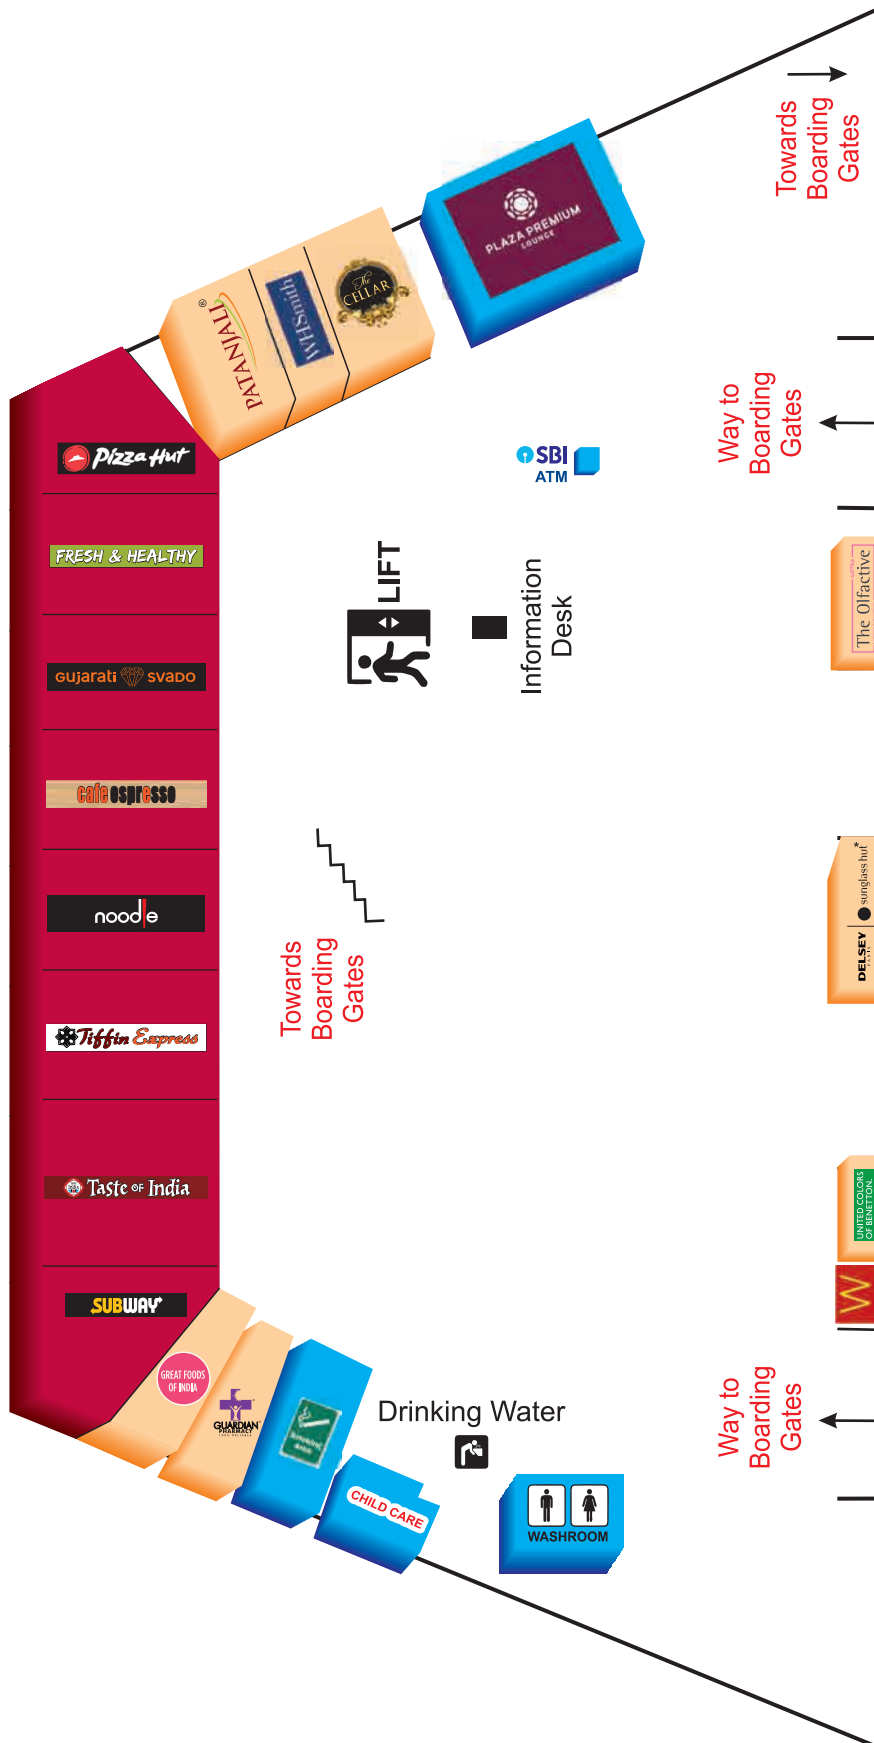 Towards
Boarding
Gates
PLAZA PREMIUM
LOUNGE
The
CELLAR
WHSmith
PATANJALI®
Pizza Hut
Way to
Boarding
Gates
SBI
ATM
FRESH & HEALTHY
LIFT
Information
Desk
The Olfactive
Gujarati SVADO
cafe espresso
noodle
sunglass hut
DELSEY
PARIS
Towards
Boarding
Gates
Tiffin Express
Taste OF India
UNITED COLORS
OF BENETTON.
SUBWAY
GREAT FOODS
OF INDIA
GUARDIAN
PHARMACY
Drinking Water
Way to
Boarding
Gates
CHILD CARE
WASHROOM